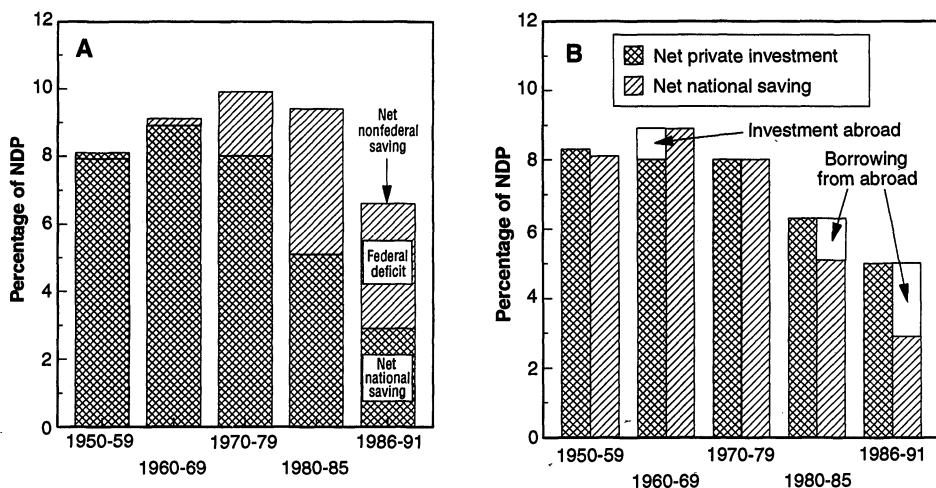 A
Percentage of NDP
12
10
8
6
4
2
0
Net
nonfederal
saving
Federal
deficit
Net
national
saving
1950-59
1970-79
1986-91
1960-69
1980-85
B
Net private investment
Net national saving
Percentage of NDP
12
10
8
6
4
2
0
Investment abroad
Borrowing
from abroad
1950-59
1970-79
1986-91
1960-69
1980-85